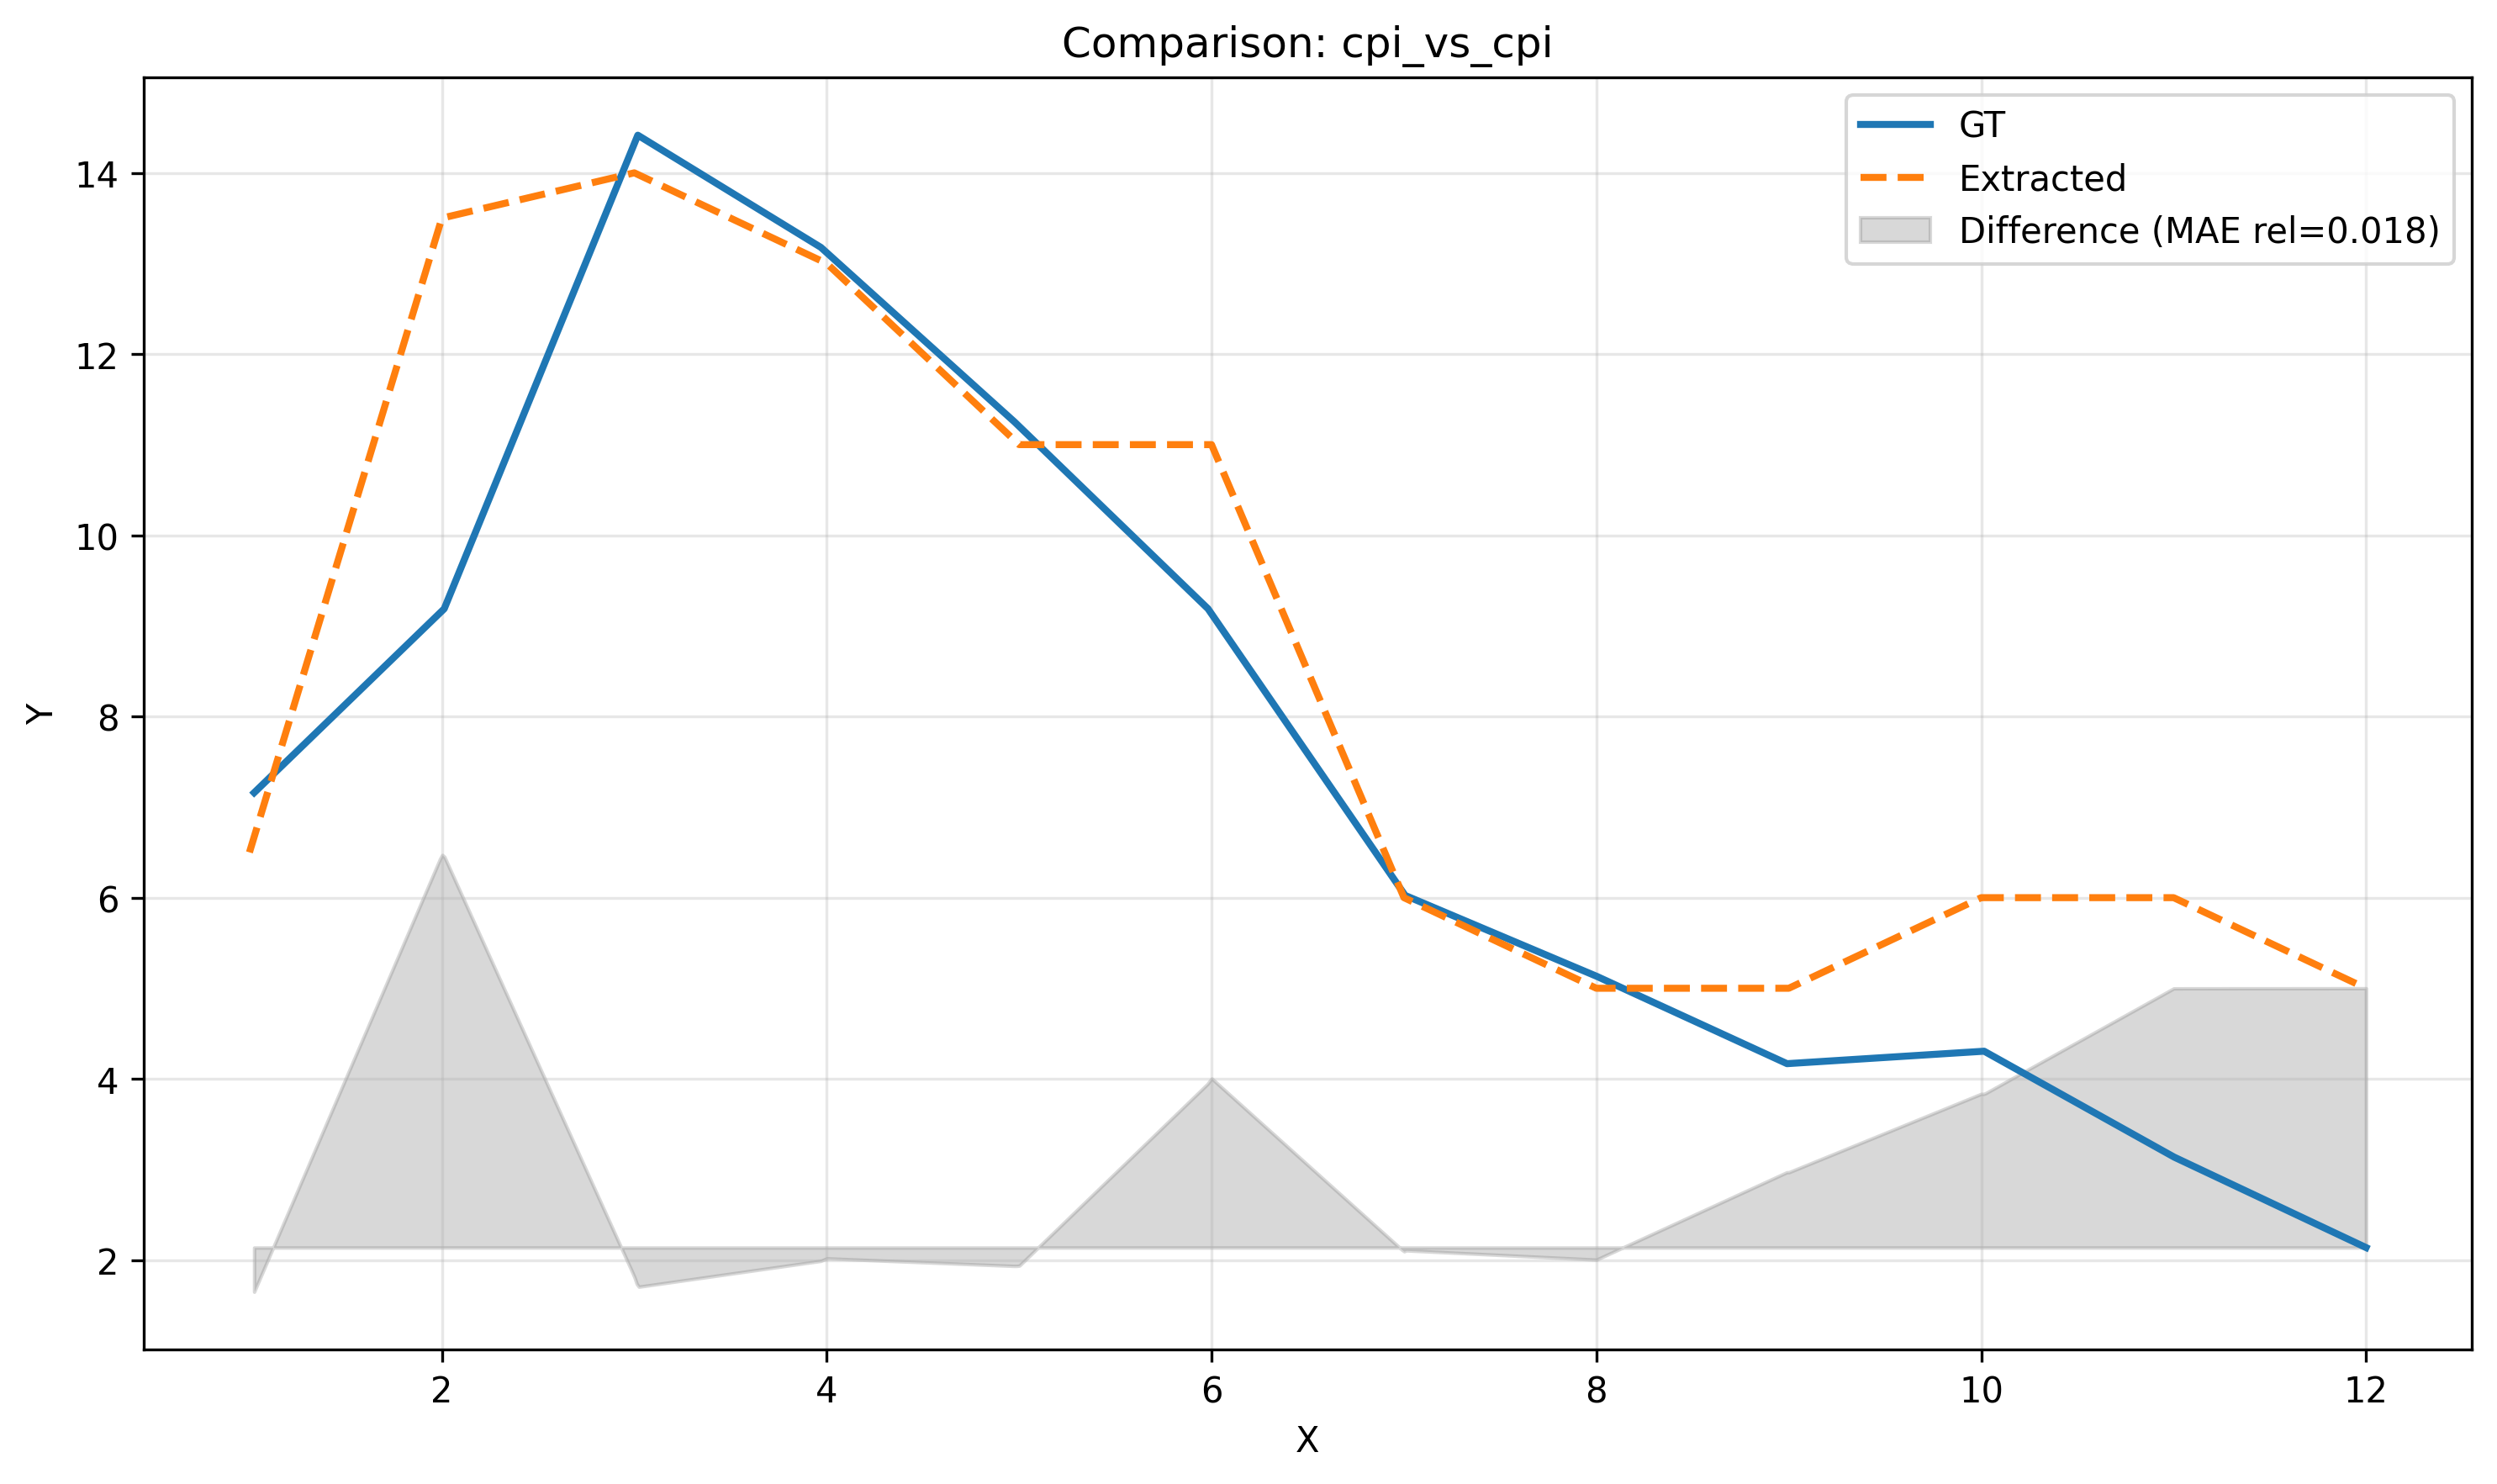 Comparison: cpi_vs_cpi
GT
Extracted
Difference (MAE rel=0.018)
Y
14
12
10
8
6
4
2
2
4
6
8
10
12
X